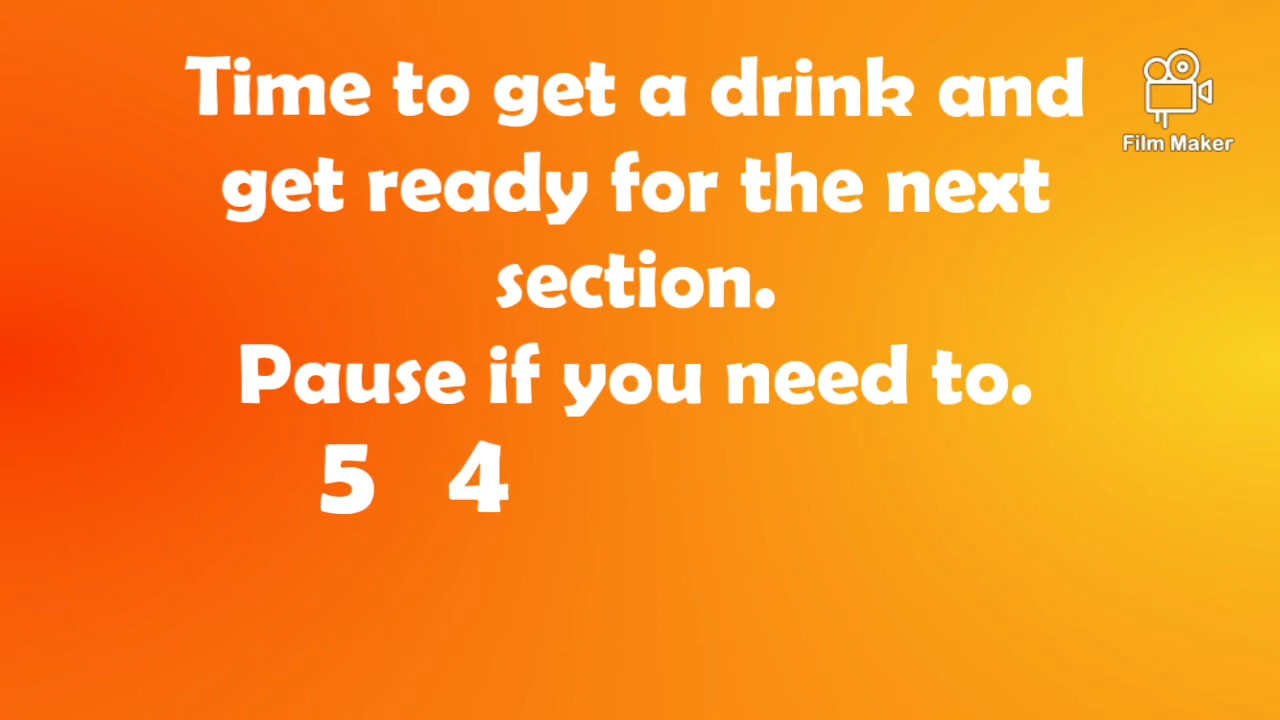 Time to get a drink and
get ready for the next
section.
Pause if you need to.
5 4
Film Maker